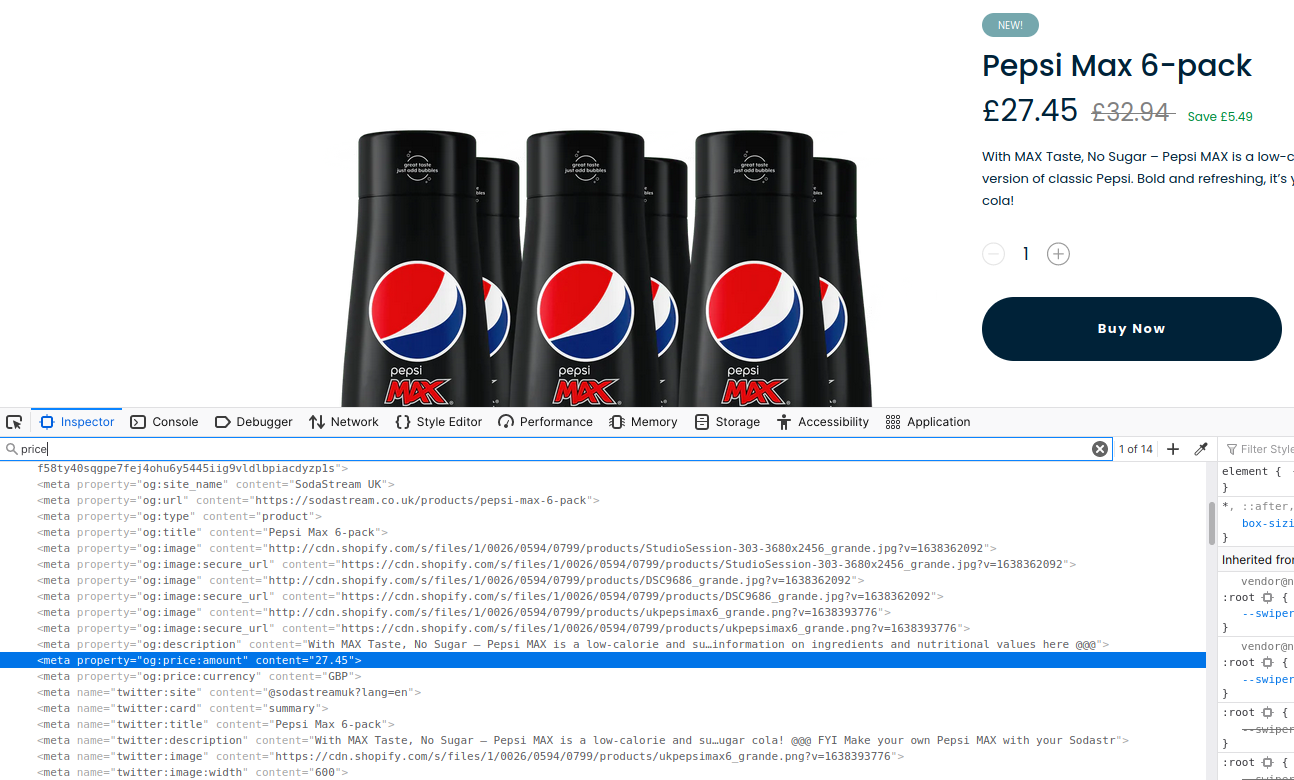 NEW!
Pepsi Max 6-pack
£27.45 £32.94 Save £5.49
With MAX Taste, No Sugar – Pepsi MAX is a low-c
version of classic Pepsi. Bold and refreshing, it's y
cola!
1
Buy Now
great taste
just add bubbles
great taste
just add bubbles
great taste
just add bubbles
pepsi
MAX
pepsi
MAX
pepsi
MAX
Inspector Console Debugger Network Style Editor Performance Memory Storage Accessibility Application
price 1 of 14 Filter Style
f58ty40sqgpe7fej4ohu6y5445iig9vldlbpiacdyzp1s">
<meta property="og:site_name" content="SodaStream UK">
<meta property="og:url" content="https://sodastream.co.uk/products/pepsi-max-6-pack">
<meta property="og:type" content="product">
<meta property="og:title" content="Pepsi Max 6-pack">
<meta property="og:image" content="http://cdn.shopify.com/s/files/1/0026/0594/0799/products/StudioSession-303-3680x2456_grande.jpg?v=1638362092">
<meta property="og:image:secure_url" content="https://cdn.shopify.com/s/files/1/0026/0594/0799/products/StudioSession-303-3680x2456_grande.jpg?v=1638362092">
<meta property="og:image" content="http://cdn.shopify.com/s/files/1/0026/0594/0799/products/DSC9686_grande.jpg?v=1638362092">
<meta property="og:image:secure_url" content="https://cdn.shopify.com/s/files/1/0026/0594/0799/products/DSC9686_grande.jpg?v=1638362092">
<meta property="og:image" content="http://cdn.shopify.com/s/files/1/0026/0594/0799/products/ukpepsimax6_grande.png?v=1638393776">
<meta property="og:image:secure_url" content="https://cdn.shopify.com/s/files/1/0026/0594/0799/products/ukpepsimax6_grande.png?v=1638393776">
<meta property="og:description" content="With MAX Taste, No Sugar – Pepsi MAX is a low-calorie and su…information on ingredients and nutritional values here @@@">
<meta property="og:price:amount" content="27.45">
<meta property="og:price:currency" content="GBP">
<meta name="twitter:site" content="@sodastreamuk?lang=en">
<meta name="twitter:card" content="summary">
<meta name="twitter:title" content="Pepsi Max 6-pack">
<meta name="twitter:description" content="With MAX Taste, No Sugar – Pepsi MAX is a low-calorie and su…ugar cola! @@@ FYI Make your own Pepsi MAX with your Sodastr">
<meta name="twitter:image" content="https://cdn.shopify.com/s/files/1/0026/0594/0799/products/ukpepsimax6_grande.png?v=1638393776">
<meta name="twitter:image:width" content="600">
element {
}
*, ::after,
box-sizi
}
Inherited fron
vendor@n
:root {
--swiper
}
vendor@n
:root {
--swiper
}
:root {
--swiper
}
:root {
--swiper